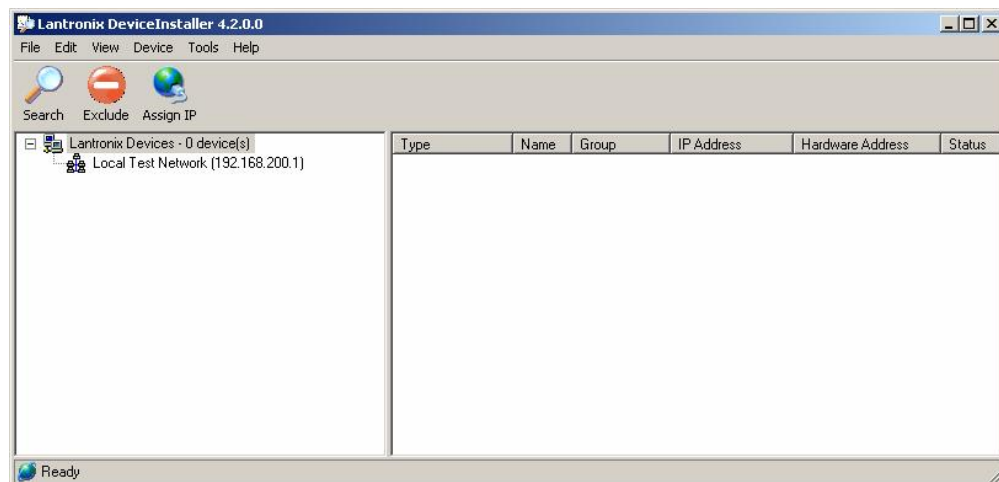 Lantronix DeviceInstaller 4.2.0.0
File Edit View Device Tools Help
Search Exclude Assign IP
Lantronix Devices - 0 device(s)
Local Test Network (192.168.200.1)
Type Name Group IP Address Hardware Address Status
Ready